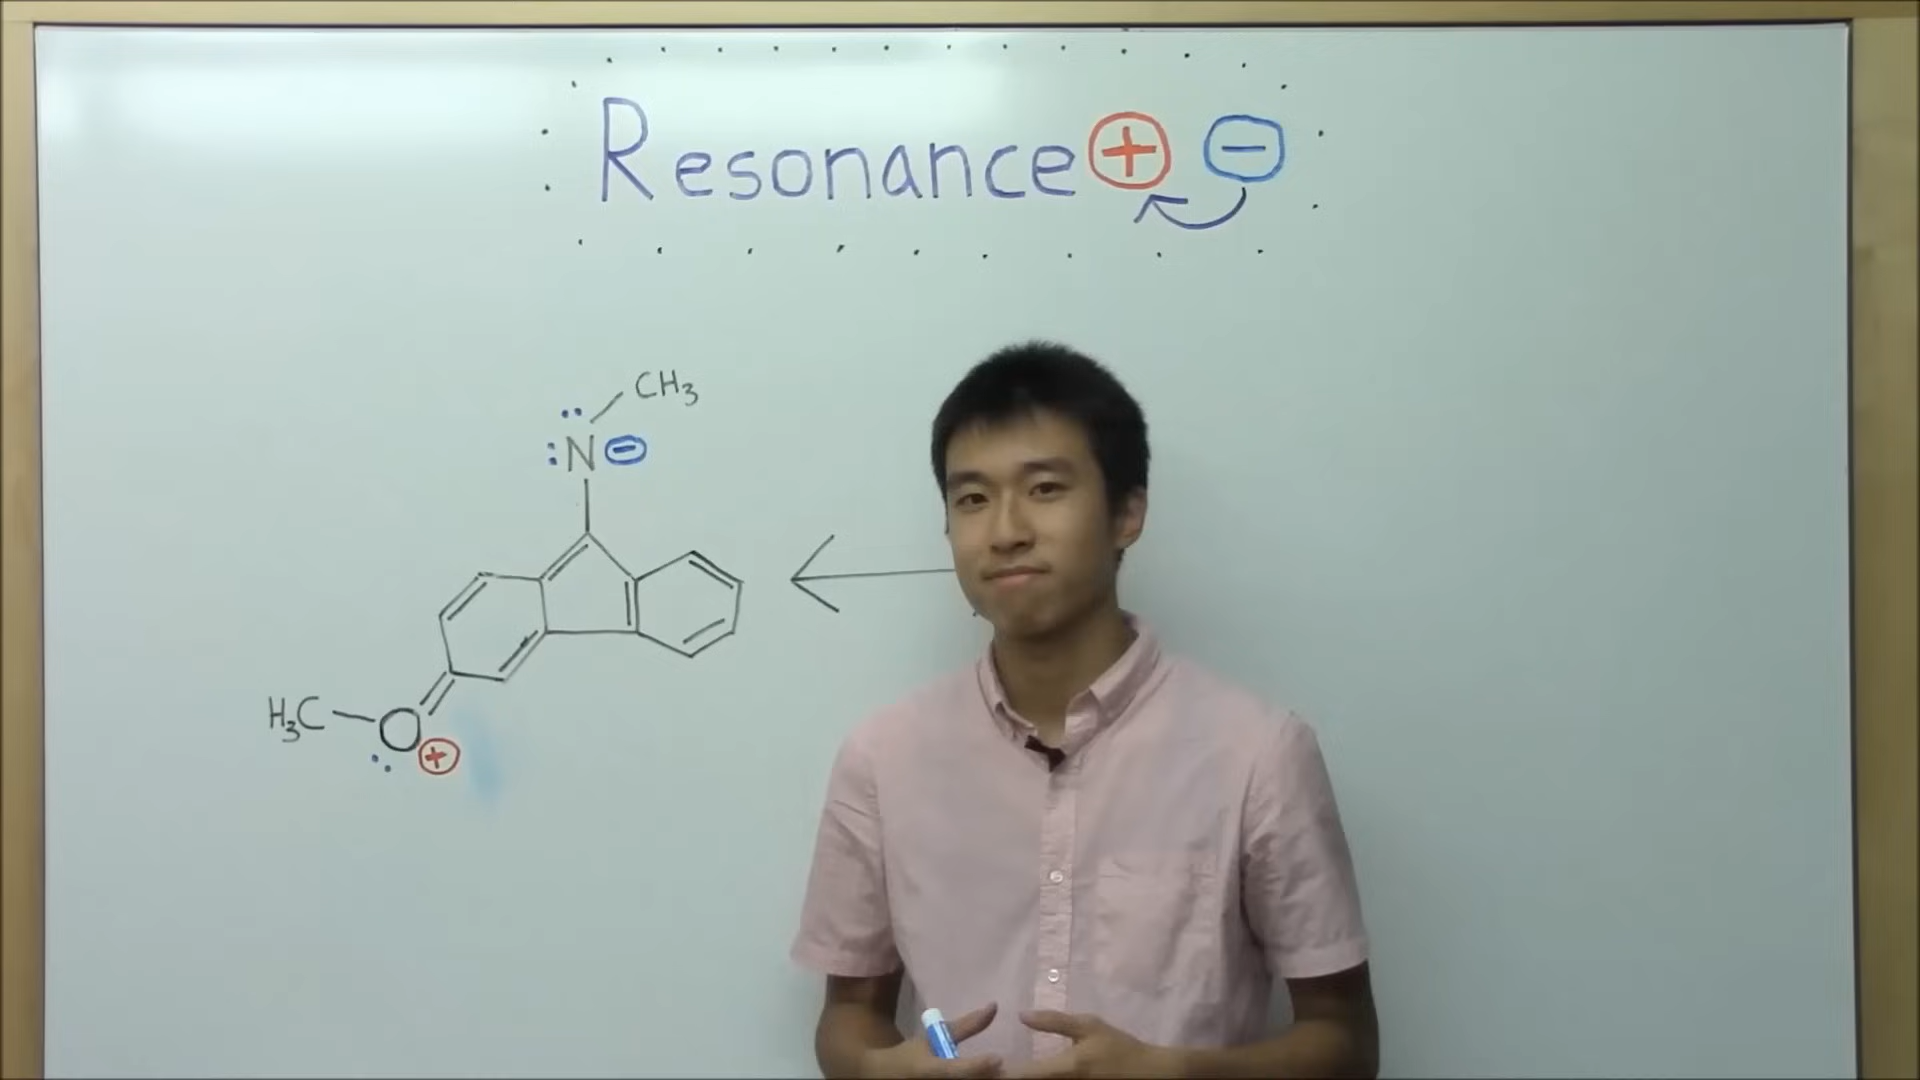 Resonance ⊕ ⊖
CH₃
:N̈ ⊖
H₃C—O ⊕